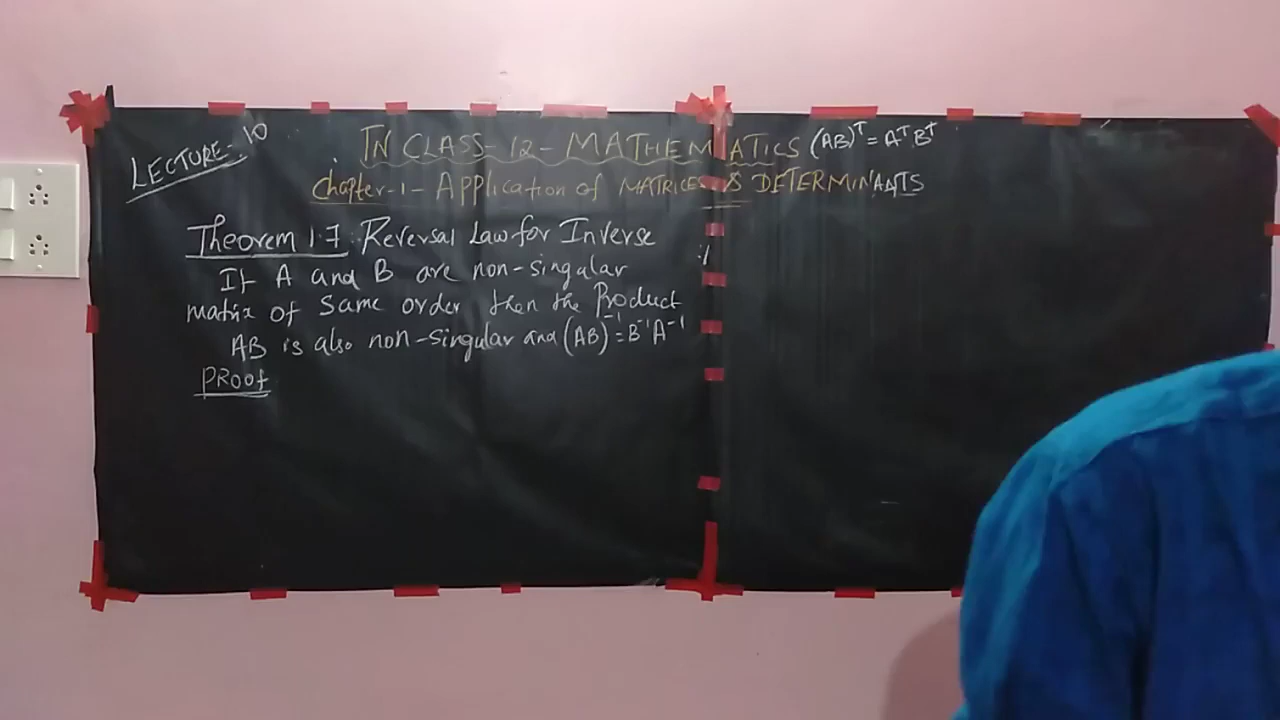 LECTURE-10
TN CLASS-12-MATHEMATICS (AB)ᵀ=AᵀBᵀ
Chapter-1-Application of MATRICES & DETERMINANTS
Theorem 1.7: Reversal Law for Inverse
If A and B are non-singular
matrix of Same order then the Product
AB is also non-singular and (AB)⁻¹=B⁻¹A⁻¹
PROOF